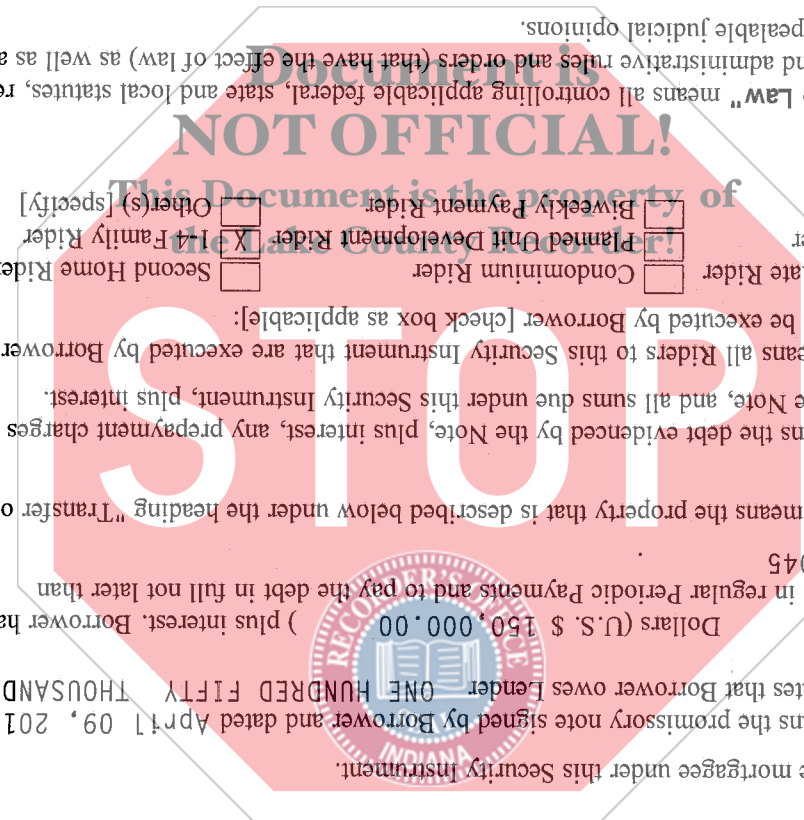 e mortgagee under this Security Instrument.
ns the promissory note signed by Borrower and dated April 09, 201
tes that Borrower owes Lender ONE HUNDRED FIFTY THOUSAND
Dollars (U.S. $ 150,000.00 ) plus interest. Borrower ha
in regular Periodic Payments and to pay the debt in full not later than
045 .
means the property that is described below under the heading "Transfer o
ns the debt evidenced by the Note, plus interest, any prepayment charges
e Note, and all sums due under this Security Instrument, plus interest.
eans all Riders to this Security Instrument that are executed by Borrower
be executed by Borrower [check box as applicable]:
ate Rider Condominium Rider Second Home Rider
er Planned Unit Development Rider X 1-4 Family Rider
Biweekly Payment Rider Other(s) [specify]
Law" means all controlling applicable federal, state and local statutes, re
nd administrative rules and orders (that have the effect of law) as well as a
pealable judicial opinions.
Document is
NOT OFFICIAL!
This Document is the property of
the Lake County Recorder!
STOP
RECORDER'S OFFICE
INDIANA